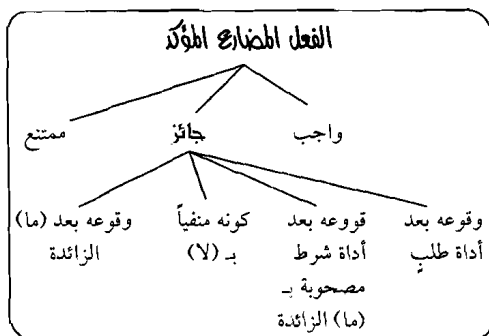 الفعل المضارع المؤكد
واجب
جائز
ممتنع
وقوعه بعد
أداة طلبٍ
قووعه بعد
أداة شرط
مصحوبة بـ
(ما) الزائدة
كونه منفياً
بـ (لا)
وقوعه بعد (ما)
الزائدة